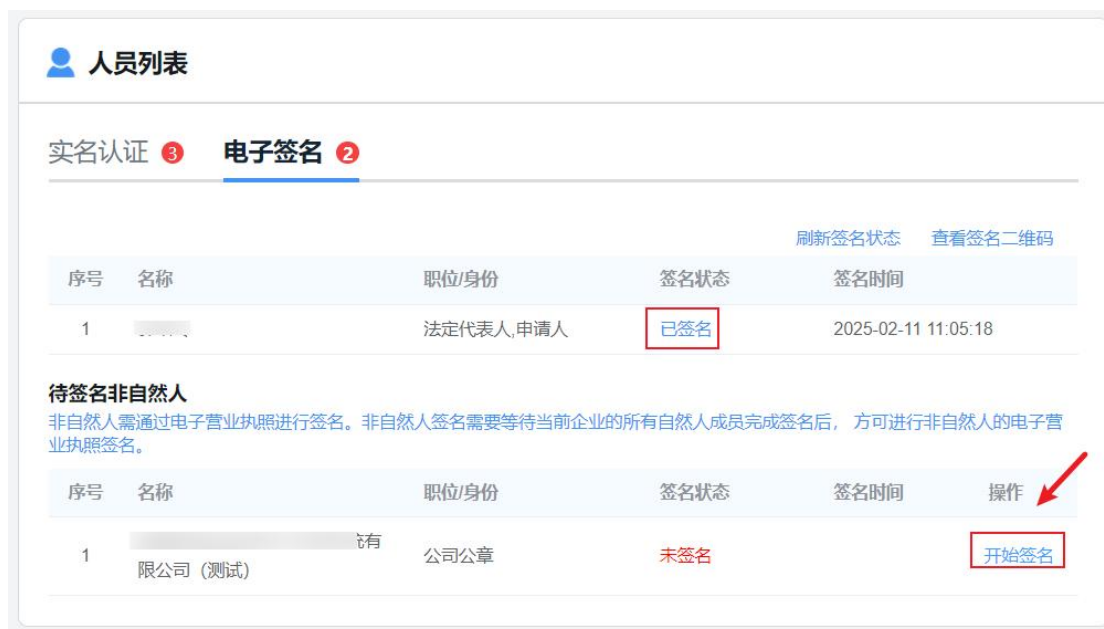 人员列表
实名认证 3 电子签名 2
刷新签名状态 查看签名二维码
序号 名称 职位/身份 签名状态 签名时间
1 法定代表人,申请人 已签名 2025-02-11 11:05:18
待签名非自然人
非自然人需通过电子营业执照进行签名。非自然人签名需要等待当前企业的所有自然人成员完成签名后, 方可进行非自然人的电子营
业执照签名。
序号 名称 职位/身份 签名状态 签名时间 操作
有
1 公司公章 未签名 开始签名
限公司 (测试)